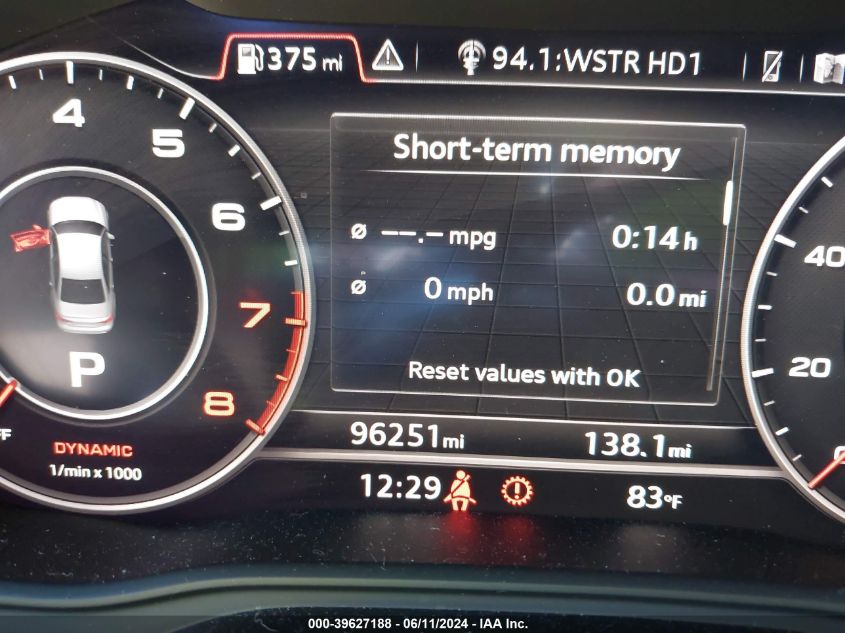 375 mi
94.1:WSTR HD1
4
5
6
7
8
Short-term memory
Ø --.- mpg 0:14 h
Ø 0 mph 0.0 mi
Reset values with OK
P
DYNAMIC
1/min x 1000
40
20
0
96251 mi 138.1 mi
12:29 83°F
000-39627188 - 06/11/2024 - IAA Inc.